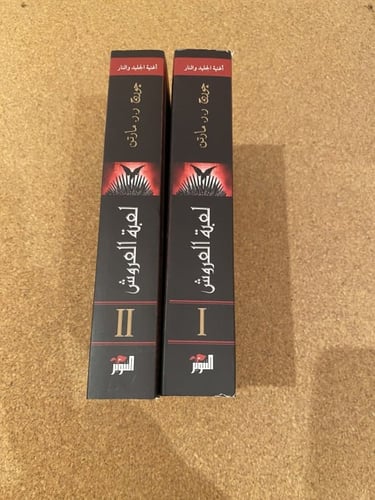 أغنية الجليد والنار
جورج ر. ر. مارتن
لعبة العروش
II
التنوير
أغنية الجليد والنار
جورج ر. ر. مارتن
لعبة العروش
I
التنوير